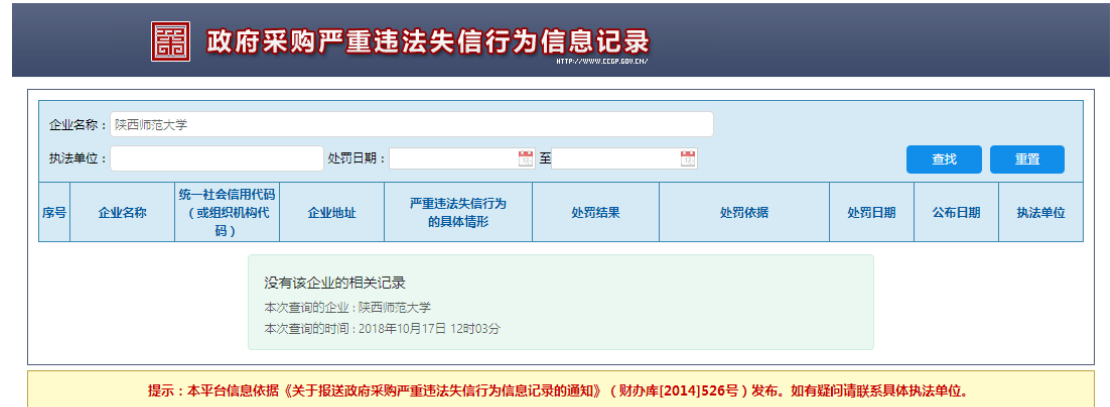 政府采购严重违法失信行为信息记录
HTTP://WWW.CCGP.GOV.CN/
企业名称：陕西师范大学
执法单位： 处罚日期： 至 查找 重置
序号 企业名称 统一社会信用代码（或组织机构代码） 企业地址 严重违法失信行为的具体情形 处罚结果 处罚依据 处罚日期 公布日期 执法单位
没有该企业的相关记录
本次查询的企业：陕西师范大学
本次查询的时间：2018年10月17日 12时03分
提示：本平台信息依据《关于报送政府采购严重违法失信行为信息记录的通知》（财办库[2014]526号）发布。如有疑问请联系具体执法单位。